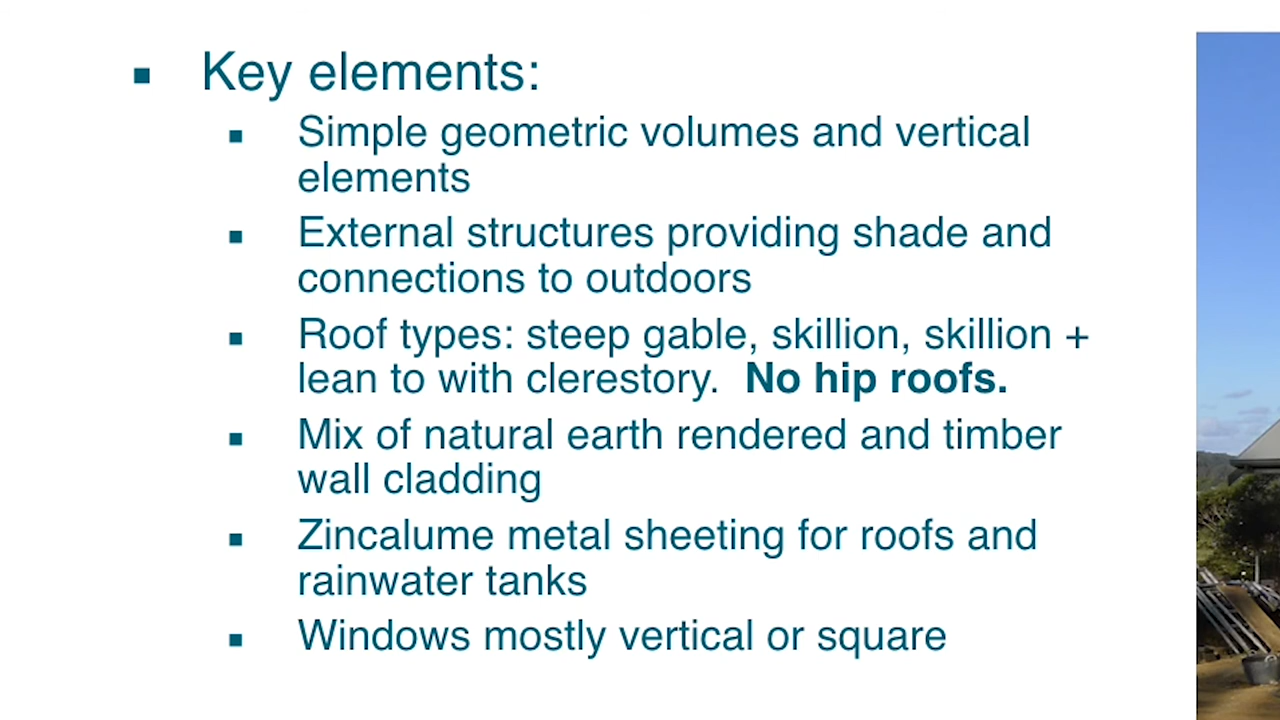 ▪ Key elements:
▪ Simple geometric volumes and vertical
elements
▪ External structures providing shade and
connections to outdoors
▪ Roof types: steep gable, skillion, skillion +
lean to with clerestory.  No hip roofs.
▪ Mix of natural earth rendered and timber
wall cladding
▪ Zincalume metal sheeting for roofs and
rainwater tanks
▪ Windows mostly vertical or square